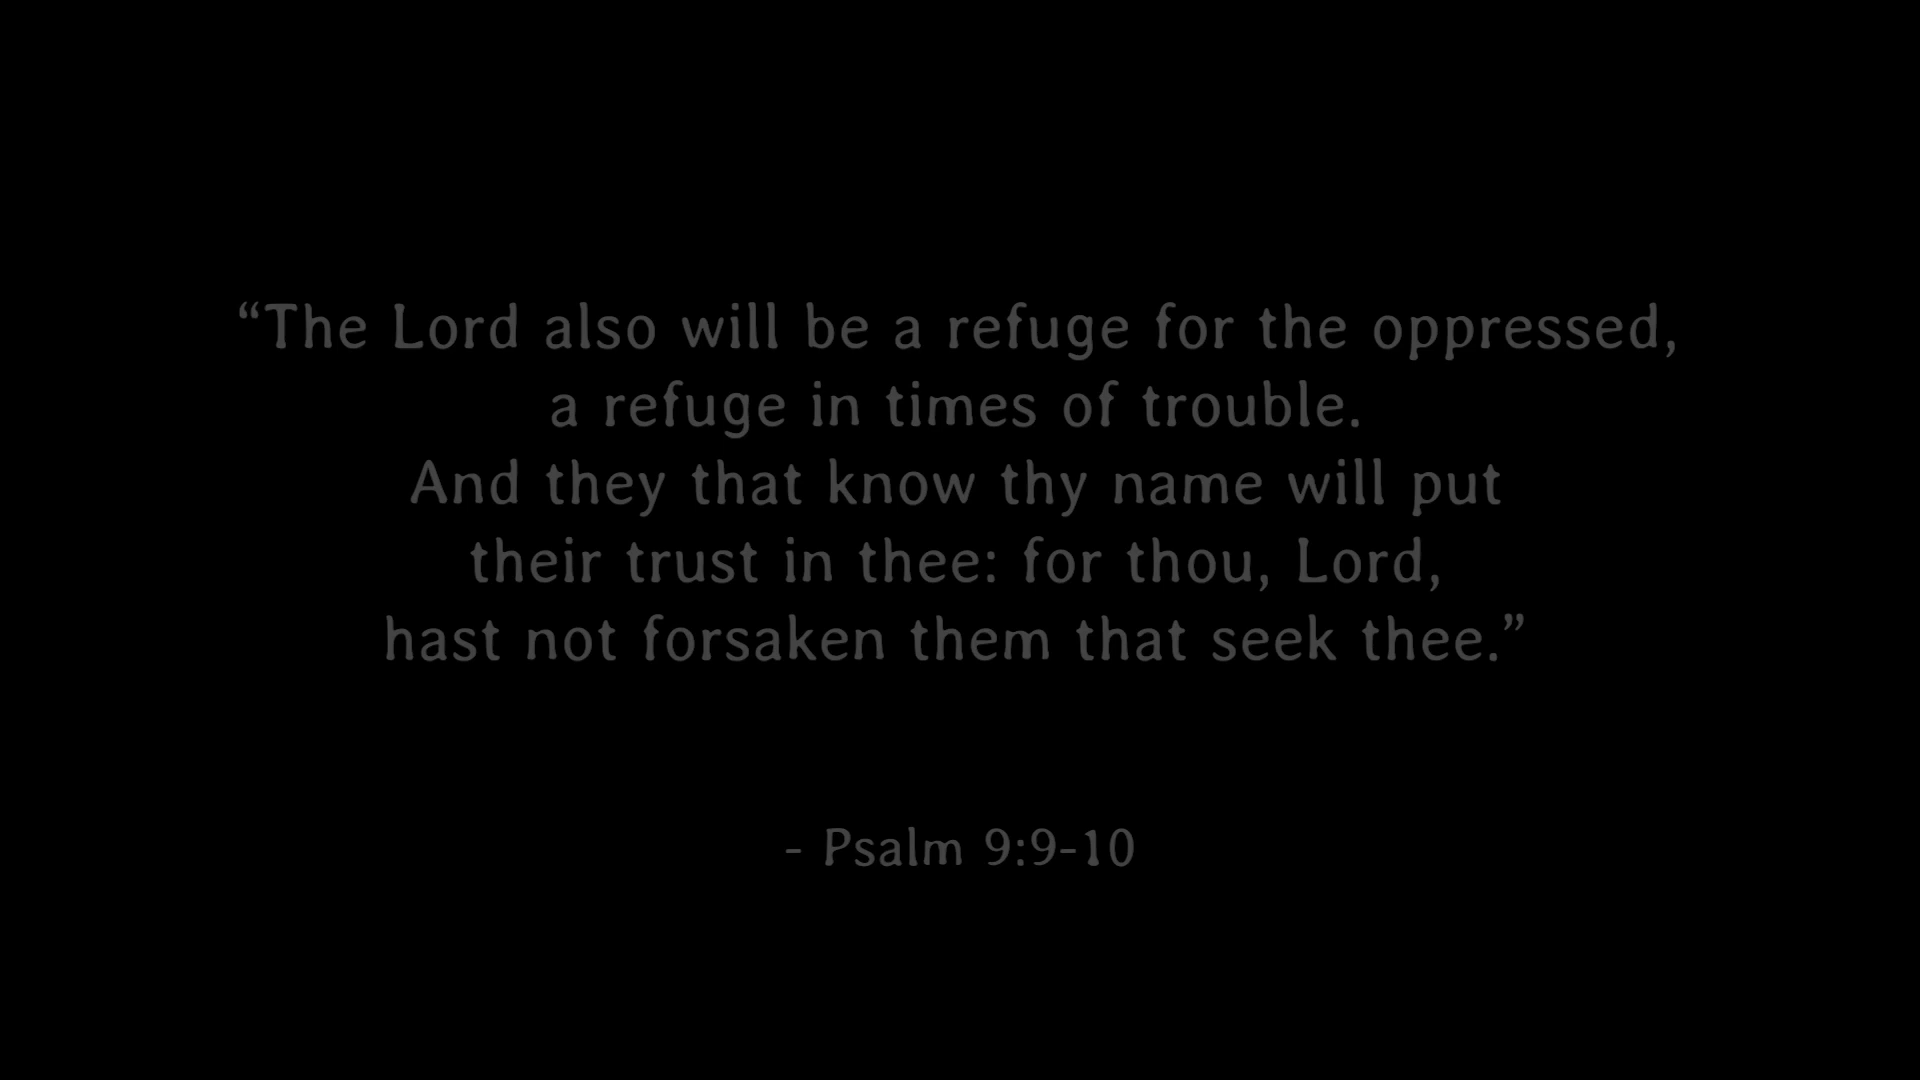 “The Lord also will be a refuge for the oppressed,
a refuge in times of trouble.
And they that know thy name will put
their trust in thee: for thou, Lord,
hast not forsaken them that seek thee.”
- Psalm 9:9-10